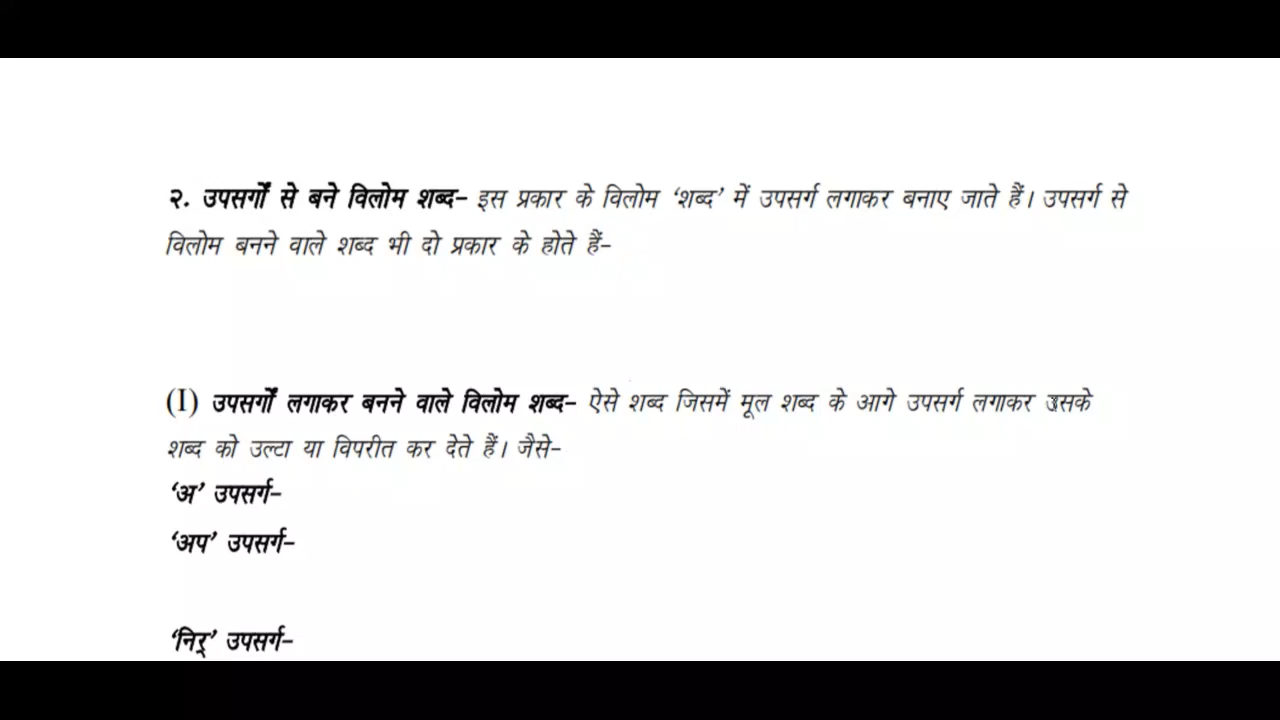 २. उपसर्गों से बने विलोम शब्द- इस प्रकार के विलोम ‘शब्द’ में उपसर्ग लगाकर बनाए जाते हैं। उपसर्ग से
विलोम बनने वाले शब्द भी दो प्रकार के होते हैं-
(I) उपसर्गों लगाकर बनने वाले विलोम शब्द- ऐसे शब्द जिसमें मूल शब्द के आगे उपसर्ग लगाकर उसके
शब्द को उल्टा या विपरीत कर देते हैं। जैसे-
‘अ’ उपसर्ग-
‘अप’ उपसर्ग-
‘निर्’ उपसर्ग-